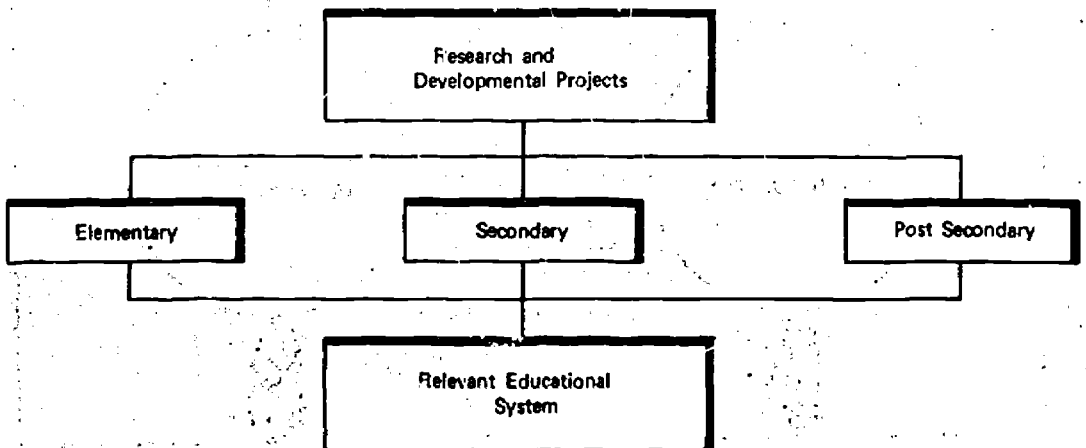 Research and
Developmental Projects
Elementary
Secondary
Post Secondary
Relevant Educational
System